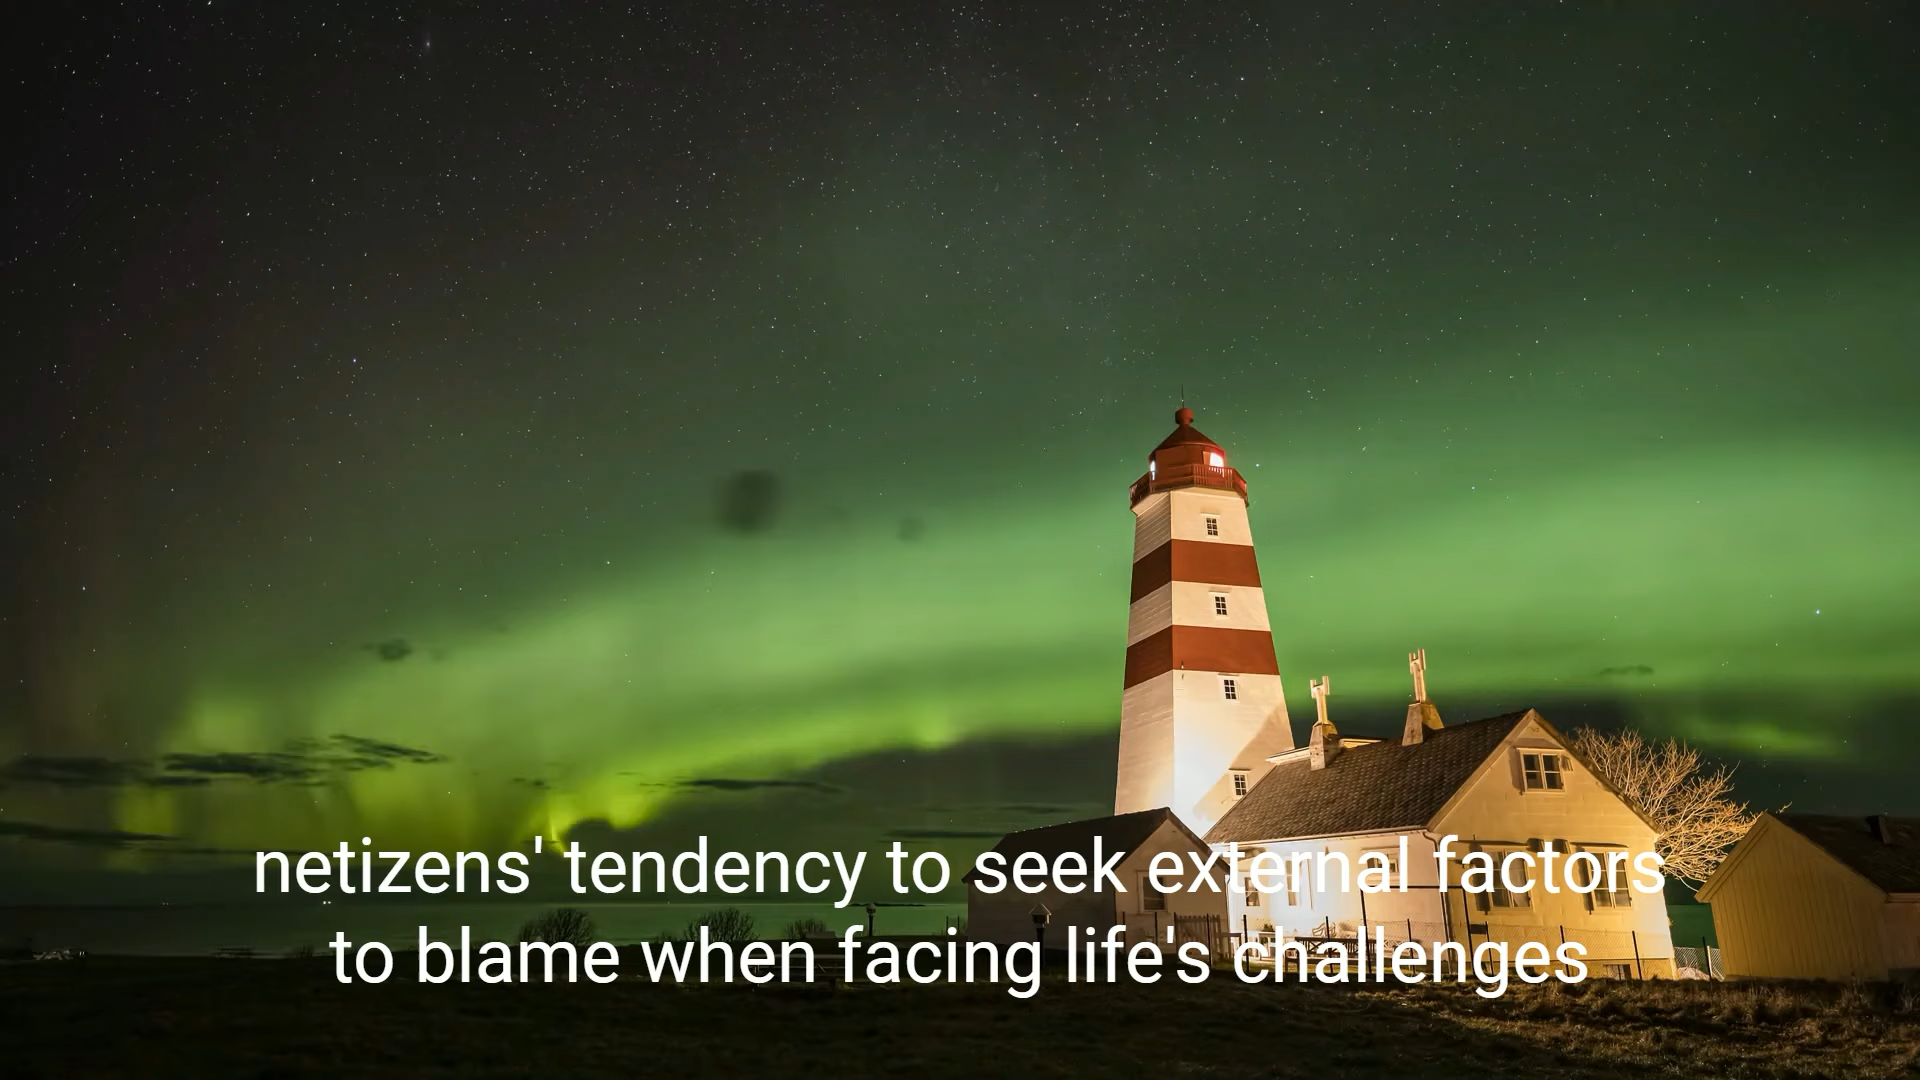 netizens' tendency to seek external factors
to blame when facing life's challenges